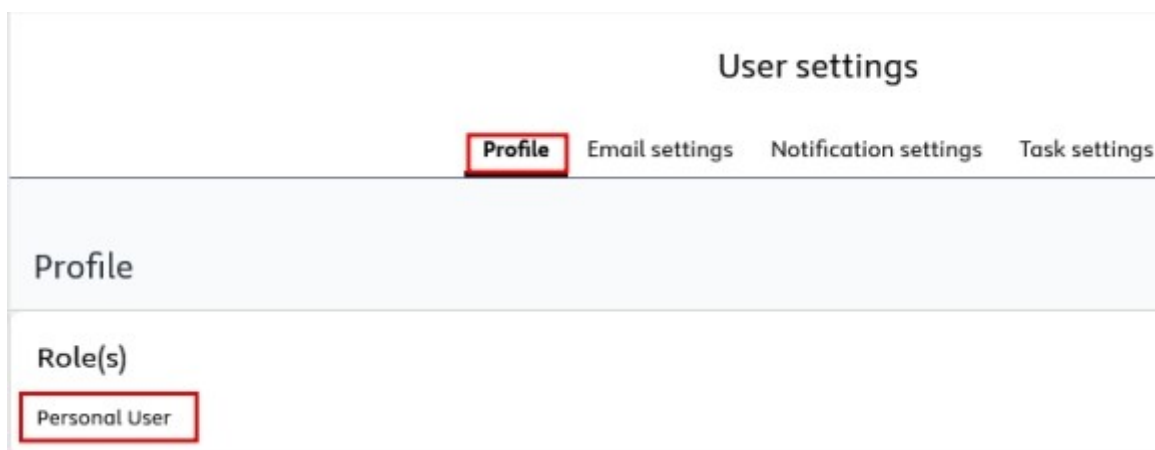 User settings
Profile Email settings Notification settings Task settings
Profile
Role(s)
Personal User